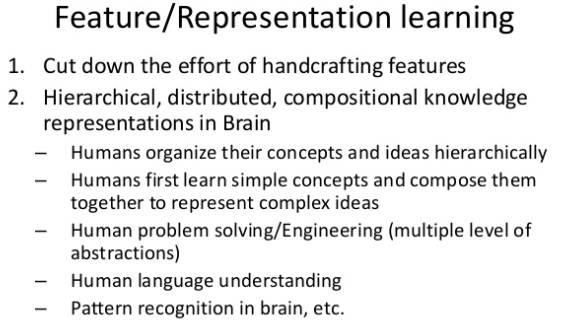 Feature/Representation learning
1. Cut down the effort of handcrafting features
2. Hierarchical, distributed, compositional knowledge
representations in Brain
– Humans organize their concepts and ideas hierarchically
– Humans first learn simple concepts and compose them
together to represent complex ideas
– Human problem solving/Engineering (multiple level of
abstractions)
– Human language understanding
– Pattern recognition in brain, etc.